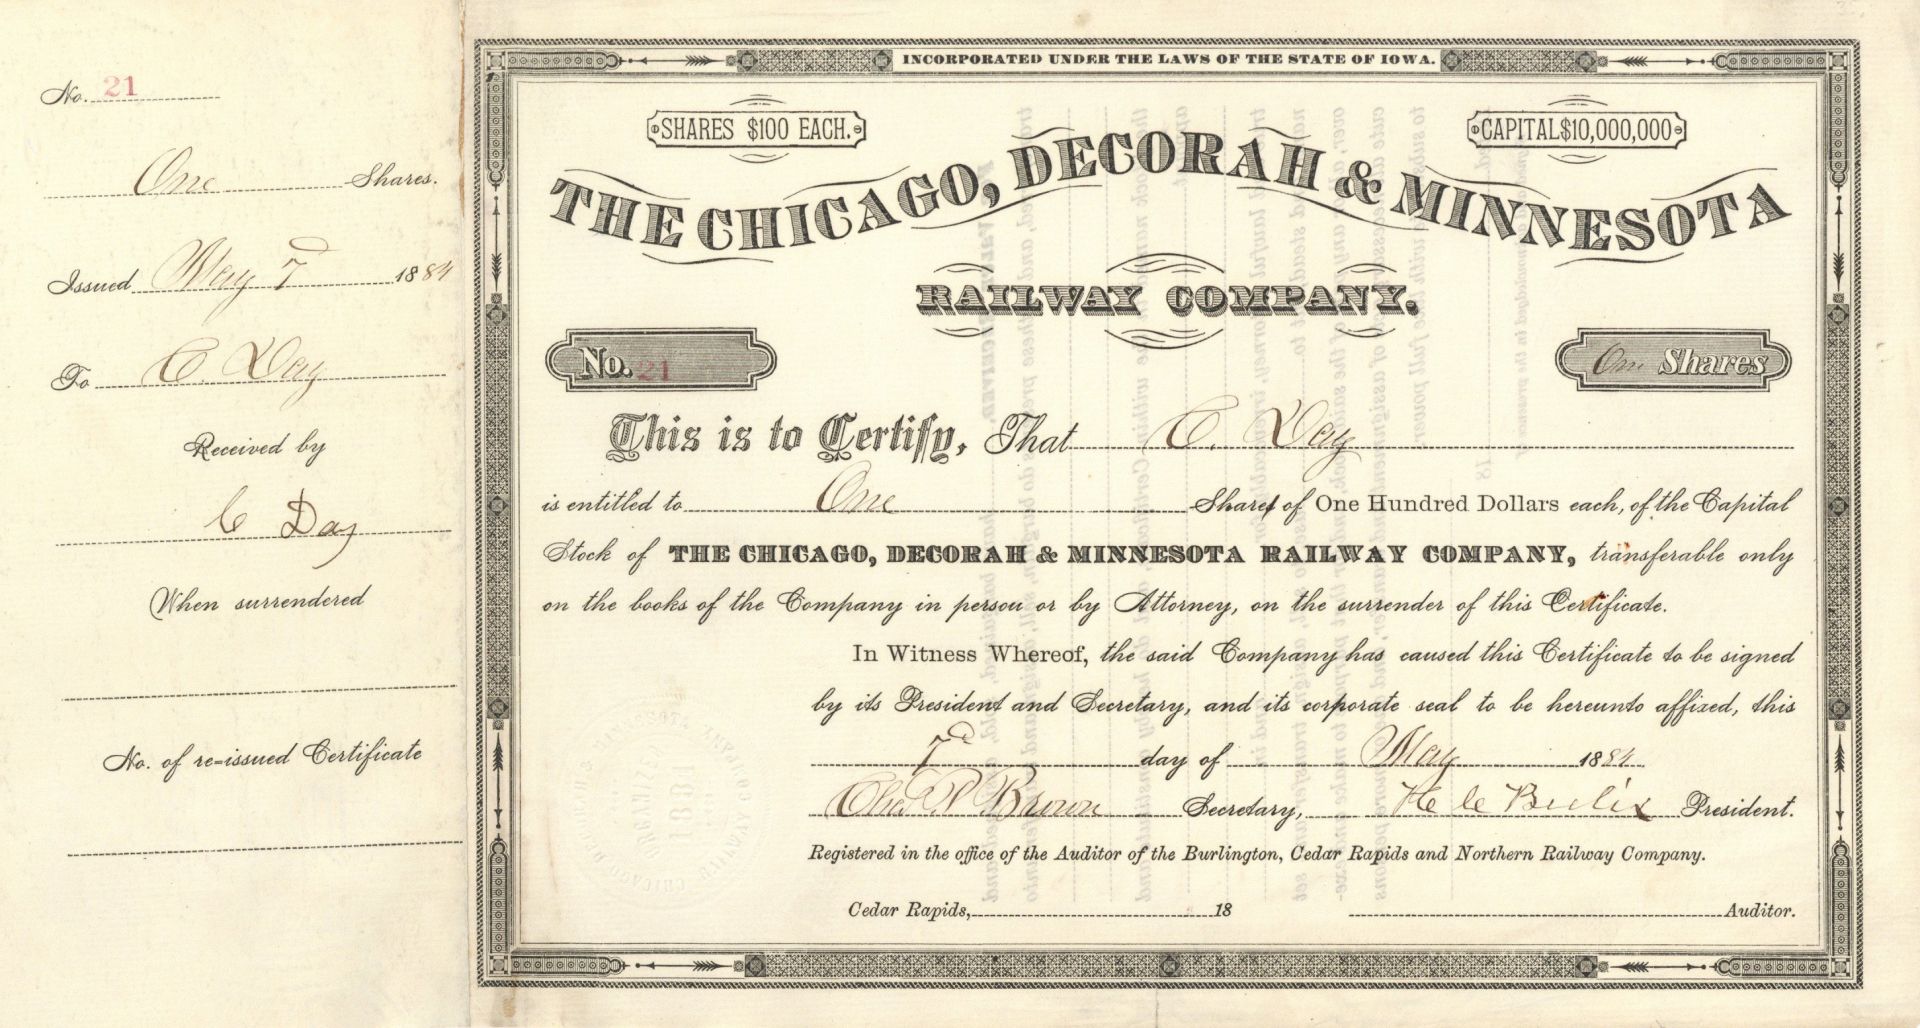 No. 21
One Shares.
Issued May 7th 1884
To C. Day
Received by
C Day
When surrendered
No. of re-issued Certificate
INCORPORATED UNDER THE LAWS OF THE STATE OF IOWA.
SHARES $100 EACH.
CAPITAL $10,000,000
THE CHICAGO, DECORAH & MINNESOTA
RAILWAY COMPANY.
No. 21
One Shares
This is to Certify, That C. Day
is entitled to One Share of One Hundred Dollars each, of the Capital
Stock of THE CHICAGO, DECORAH & MINNESOTA RAILWAY COMPANY, transferable only
on the books of the Company in person or by Attorney, on the surrender of this Certificate.
In Witness Whereof, the said Company has caused this Certificate to be signed
by its President and Secretary, and its corporate seal to be hereunto affixed, this
7th day of May 1884
Chas P Brown Secretary, President.
Registered in the office of the Auditor of the Burlington, Cedar Rapids and Northern Railway Company.
Cedar Rapids, 18 Auditor.